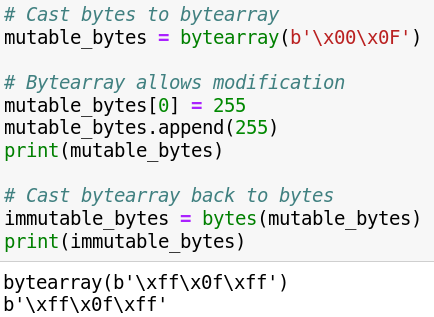 # Cast bytes to bytearray
mutable_bytes = bytearray(b'\x00\x0F')
# Bytearray allows modification
mutable_bytes[0] = 255
mutable_bytes.append(255)
print(mutable_bytes)
# Cast bytearray back to bytes
immutable_bytes = bytes(mutable_bytes)
print(immutable_bytes)
bytearray(b'\xff\x0f\xff')
b'\xff\x0f\xff'